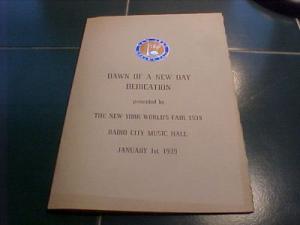 DAWN OF A NEW DAY
DEDICATION
presented by
THE NEW YORK WORLD'S FAIR 1939
RADIO CITY MUSIC HALL
JANUARY 1st, 1939